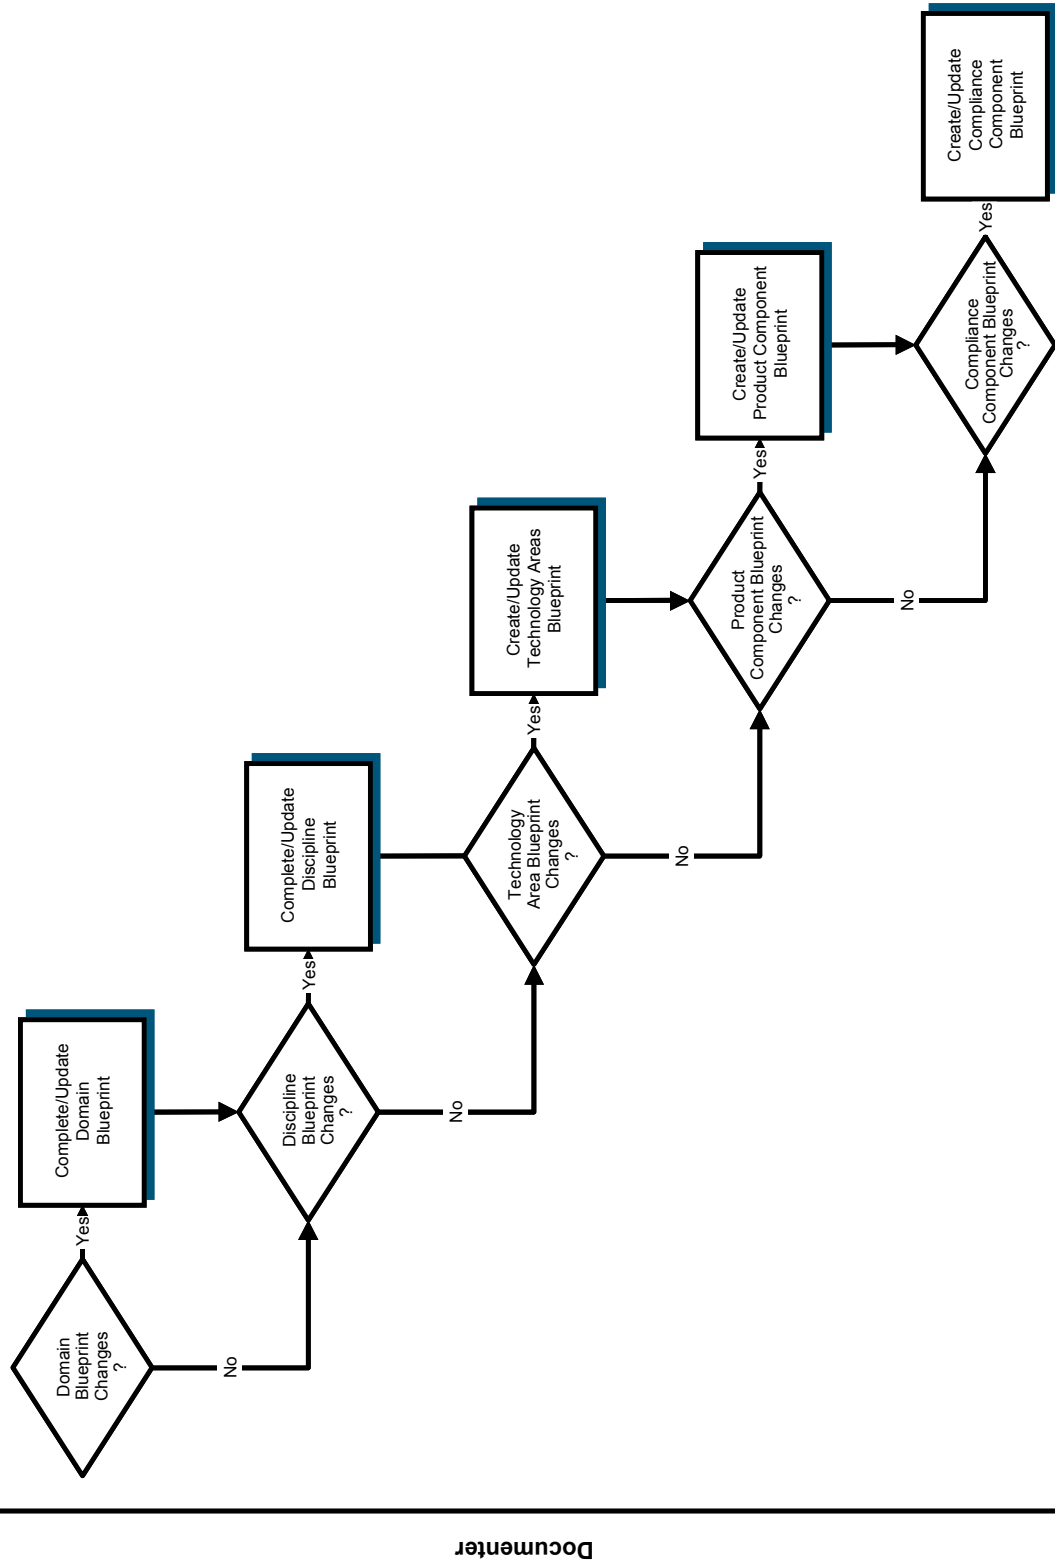 Documenter
Domain
Blueprint
Changes
?
Yes
No
Complete/Update
Domain
Blueprint
Discipline
Blueprint
Changes
?
Yes
No
Complete/Update
Discipline
Blueprint
Technology
Area Blueprint
Changes
?
Yes
No
Create/Update
Technology Areas
Blueprint
Product
Component Blueprint
Changes
?
Yes
No
Create/Update
Product Component
Blueprint
Compliance
Component Blueprint
Changes
?
Yes
Create/Update
Compliance
Component
Blueprint